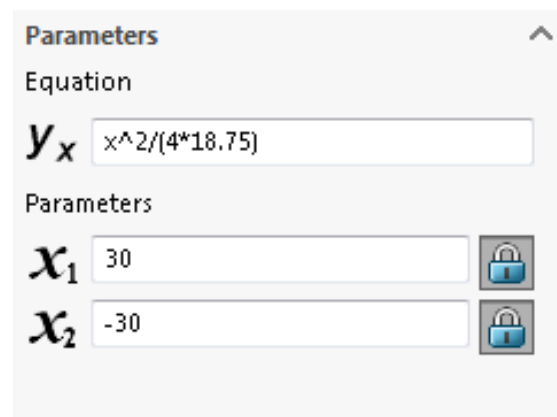 Parameters
Equation
yx x^2/(4*18.75)
Parameters
x1 30
x2 -30